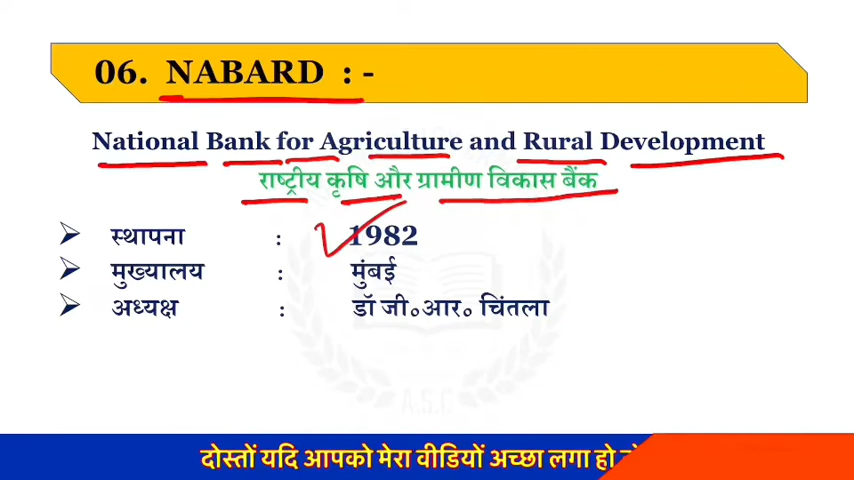 06. NABARD : -
National Bank for Agriculture and Rural Development
राष्ट्रीय कृषि और ग्रामीण विकास बैंक
स्थापना : 1982
मुख्यालय : मुंबई
अध्यक्ष : डॉ जी॰आर॰ चिंतला
A.S.C
दोस्तों यदि आपको मेरा वीडियों अच्छा लगा हो